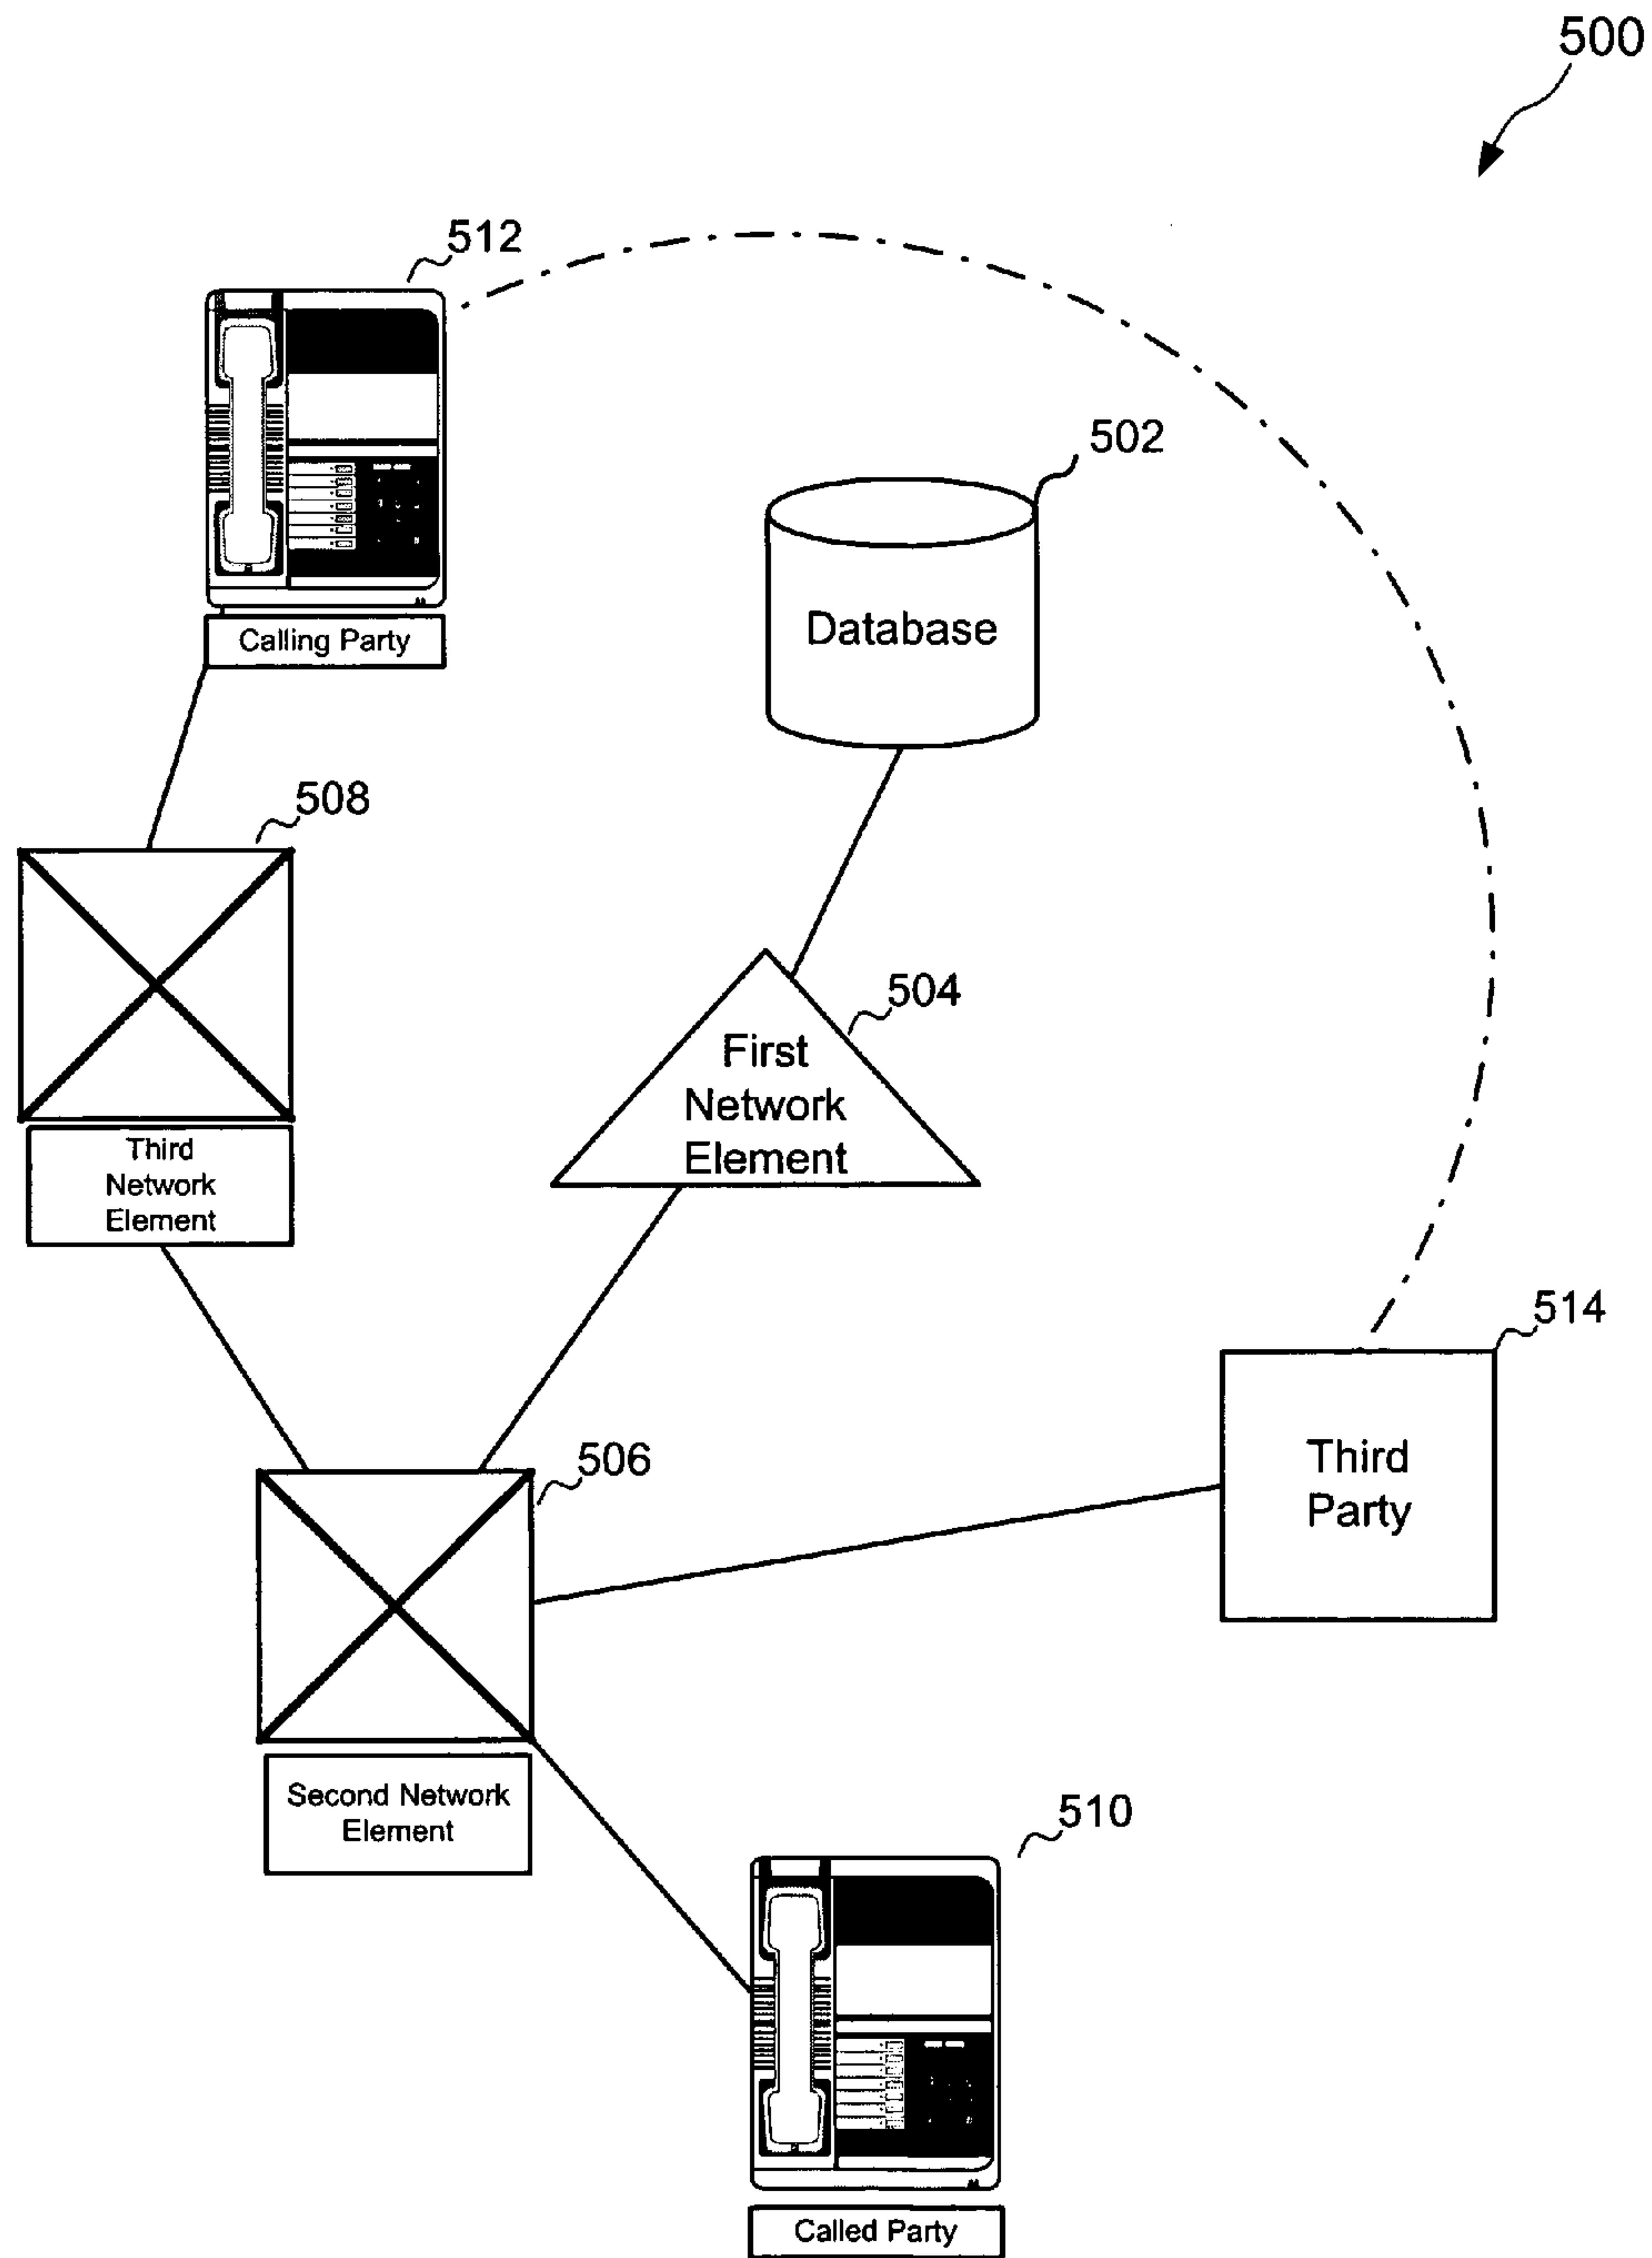 500
512
Calling Party
502
Database
508
Third
Network
Element
504
First
Network
Element
514
Third
Party
506
Second Network
Element
510
Called Party